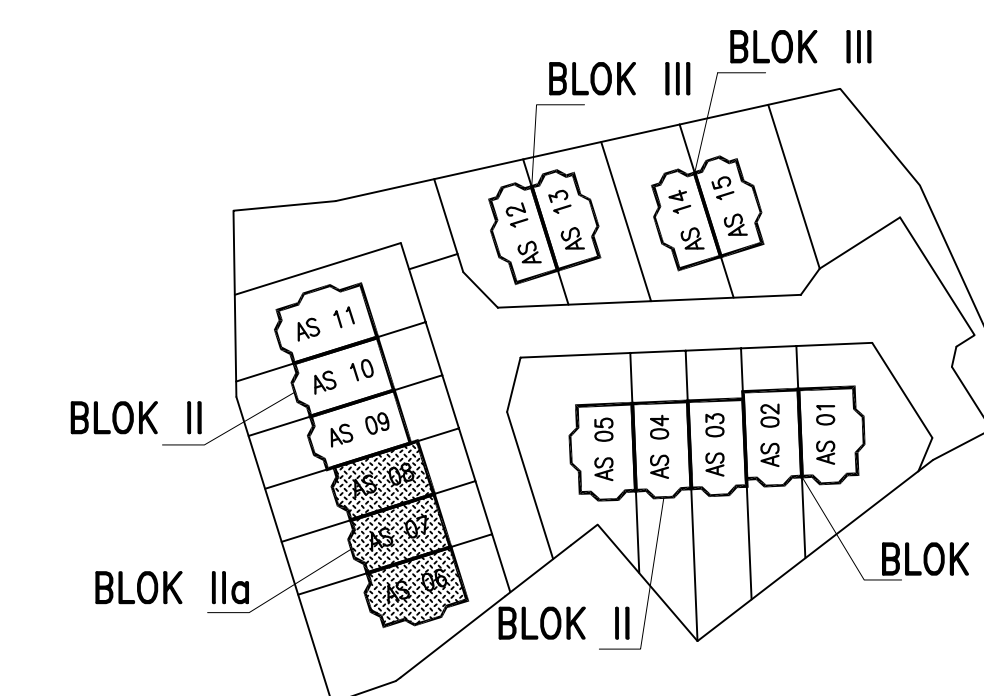 BLOK III
BLOK III
AS 12
AS 13
AS 14
AS 15
AS 11
AS 10
AS 09
AS 08
AS 07
AS 06
BLOK II
BLOK IIa
AS 05
AS 04
AS 03
AS 02
AS 01
BLOK
BLOK II